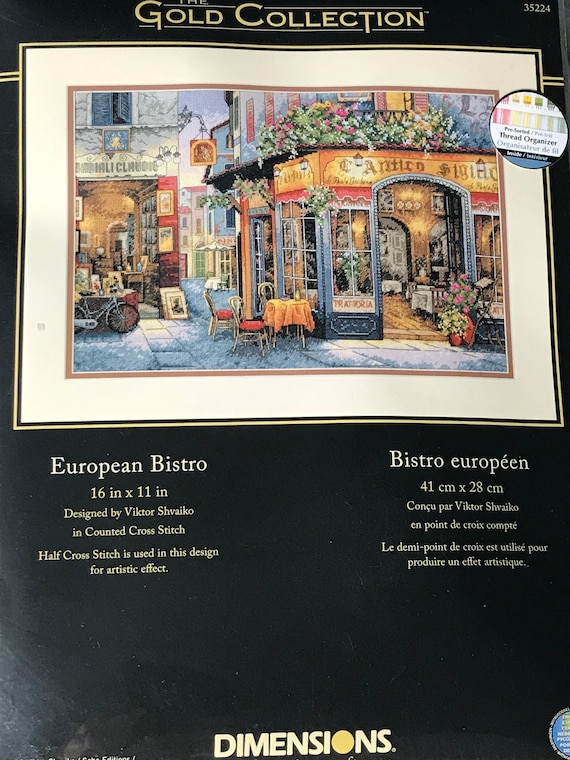 THE
GOLD COLLECTION™
35224
Pre-Sorted / Pré-trié
Thread Organizer
Organisateur de fil
Inside / Intérieur
TRATTORIA
European Bistro
16 in x 11 in
Designed by Viktor Shvaiko
in Counted Cross Stitch
Half Cross Stitch is used in this design
for artistic effect.
Bistro européen
41 cm x 28 cm
Conçu par Viktor Shvaiko
en point de croix compté
Le demi-point de croix est utilisé pour
produire un effet artistique.
DIMENSIONS®